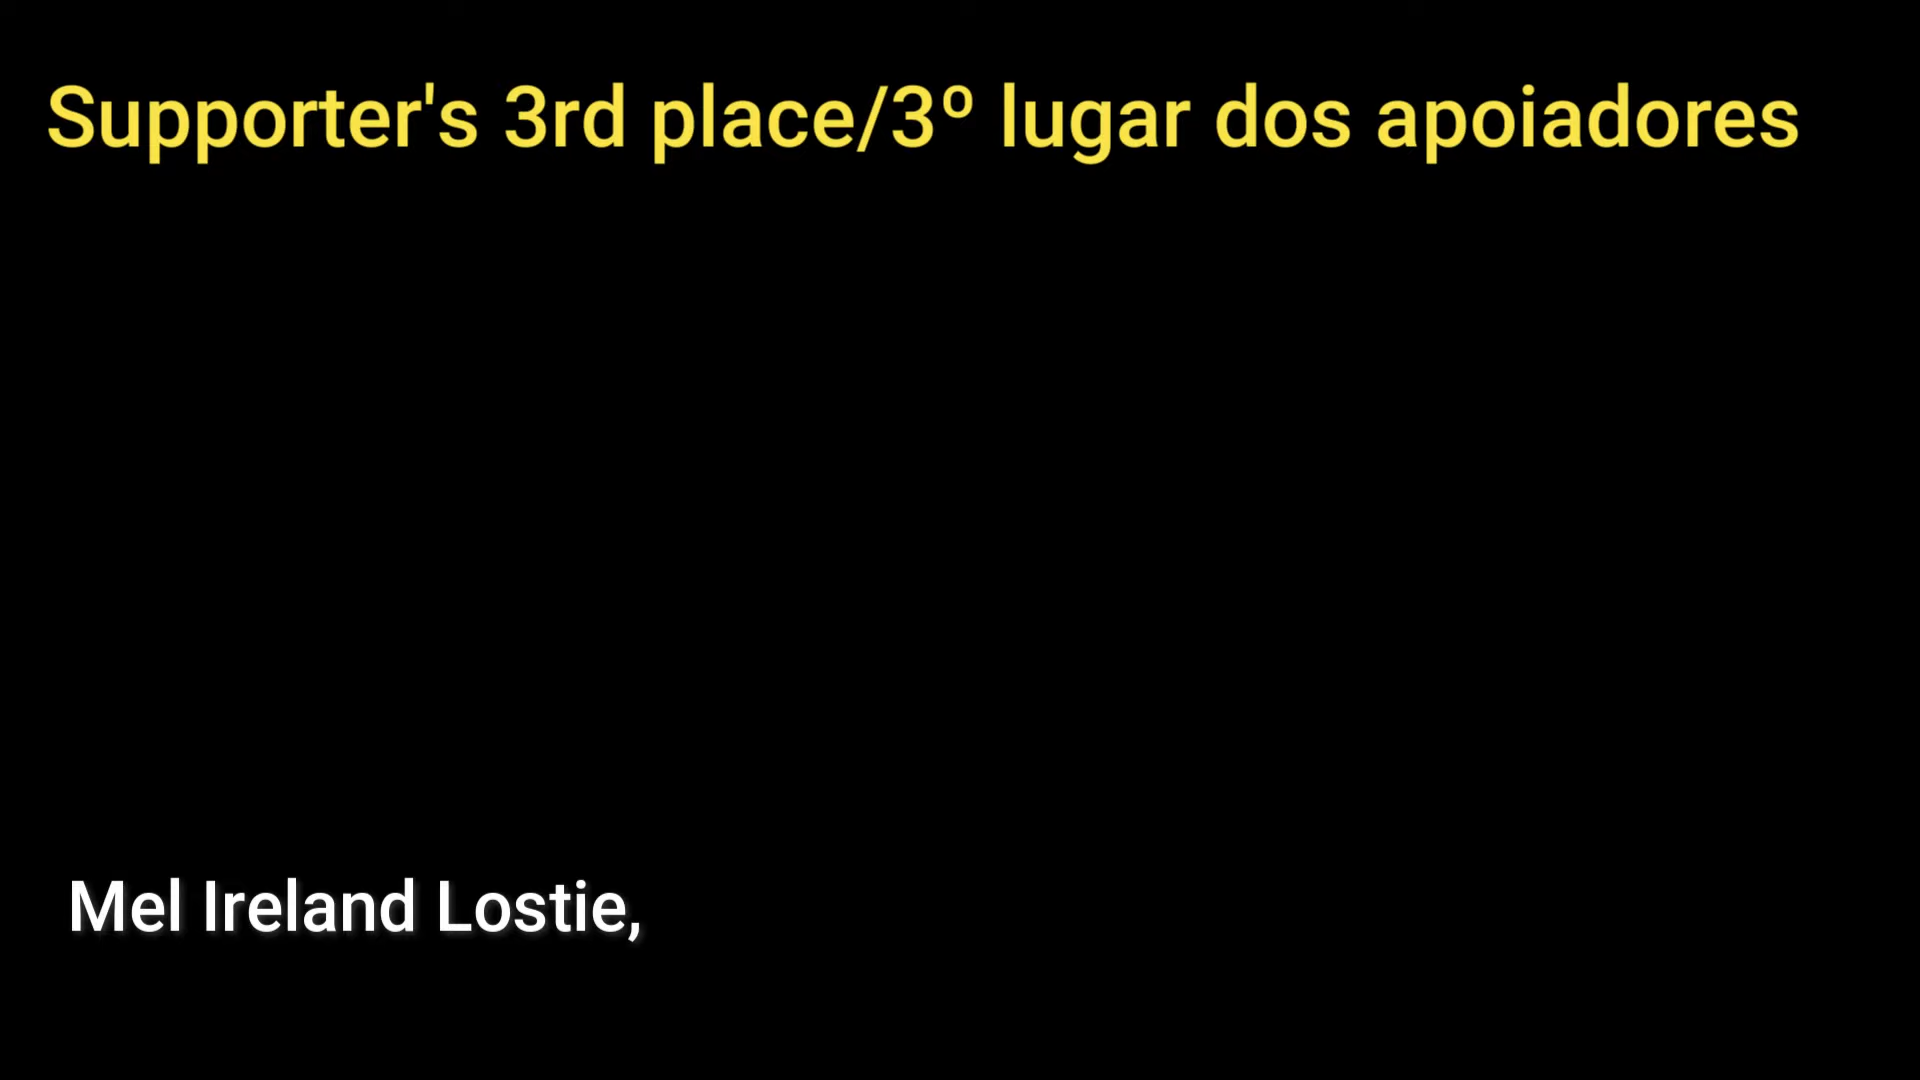 Supporter's 3rd place/3º lugar dos apoiadores
Mel Ireland Lostie,